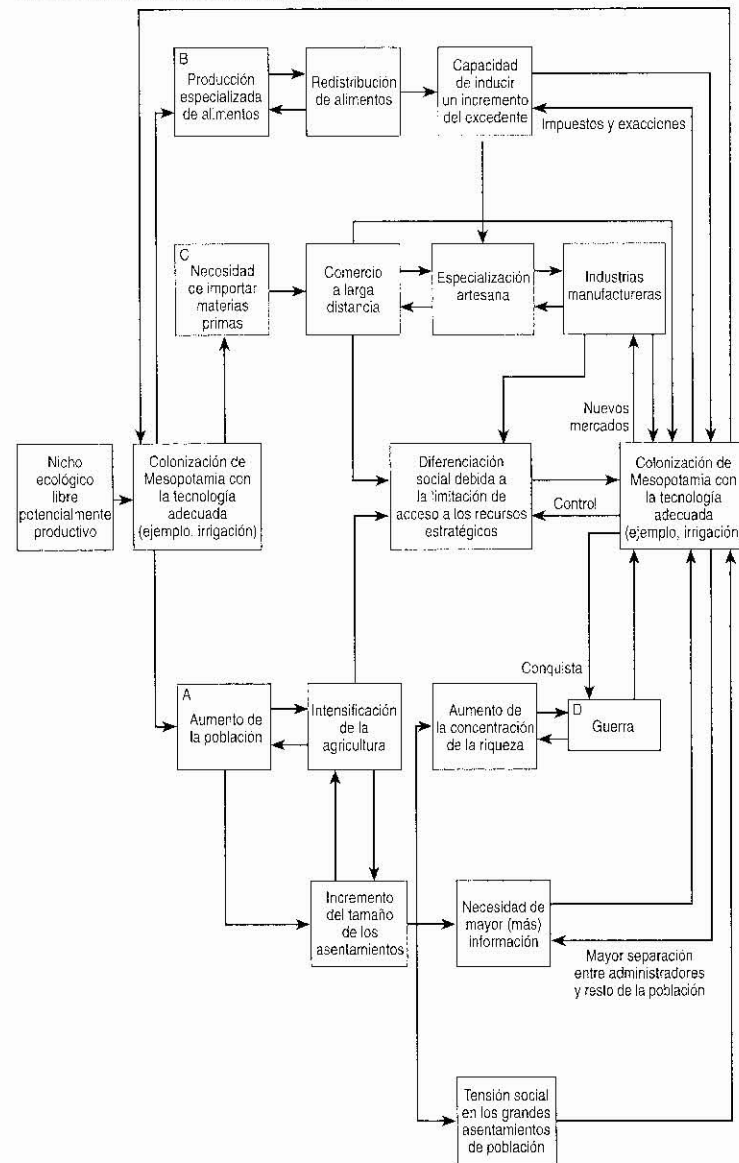 B
Producción
especializada
de alimentos
Redistribución
de alimentos
Capacidad
de inducir
un incremento
del excedente
Impuestos y exacciones
C
Necosidad
de importar
materias
primas
Comercio
a larga
distancia
Especialización
artesana
Industrias
manufactureras
Nuevos
mercados
Nicho
ecológico
libre
potencialmente
productivo
Colonización de
Mesopotamia con
la tecnología
adecuada
(ejemplo, irrigación)
Diferenciación
social debida a
la limitación de
acceso a los recursos
estratégicos
Control
Colonización de
Mesopotamia con
la tecnología
adecuada
(ejemplo, irrigación)
Conquista
A
Aumento de
la población
Intensificación
de la
agricultura
Aumento de
la concentración
de la riqueza
D
Guerra
Incremento
del tamaño
de los
asentamientos
Necesidad de
mayor (más)
información
Mayor separación
entre administradores
y resto de la población
Tensión social
en los grandes
asentamientos
de población